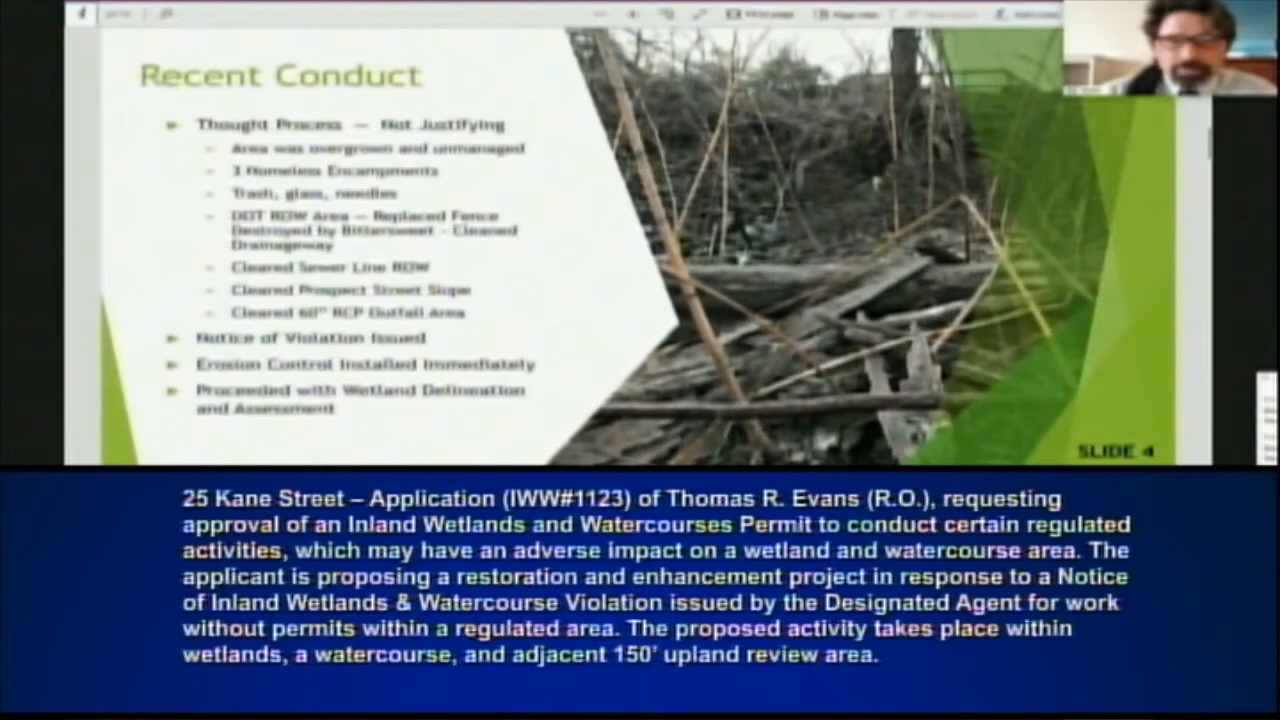 Recent Conduct
Thought Process — Not Justifying
– Area was overgrown and unmanaged
– 3 Homeless Encampments
– Trash, glass, needles
– DOT ROW Area – Replaced Fence
Destroyed by Bittersweet - Cleaned
Drainageway
– Cleared Sewer Line ROW
– Cleared Prospect Street Slope
– Cleared 60" RCP Outfall Area
Notice of Violation Issued
Erosion Control Installed Immediately
Proceeded with Wetland Delineation
and Assessment
SLIDE 4
25 Kane Street – Application (IWW#1123) of Thomas R. Evans (R.O.), requesting
approval of an Inland Wetlands and Watercourses Permit to conduct certain regulated
activities, which may have an adverse impact on a wetland and watercourse area. The
applicant is proposing a restoration and enhancement project in response to a Notice
of Inland Wetlands & Watercourse Violation issued by the Designated Agent for work
without permits within a regulated area. The proposed activity takes place within
wetlands, a watercourse, and adjacent 150' upland review area.